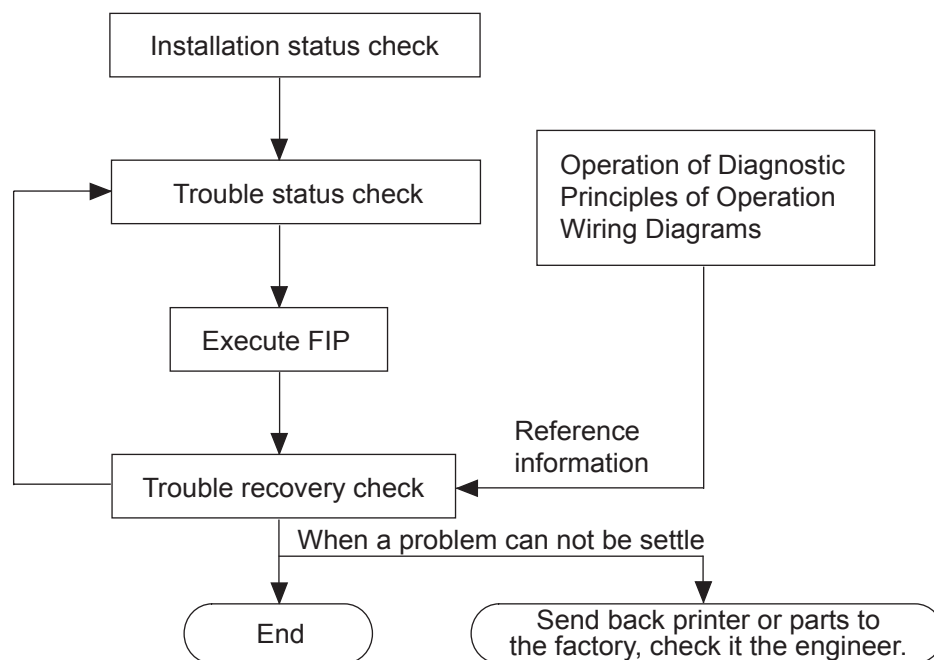 Installation status check
Trouble status check
Operation of Diagnostic
Principles of Operation
Wiring Diagrams
Execute FIP
Reference
information
Trouble recovery check
When a problem can not be settle
End
Send back printer or parts to
the factory, check it the engineer.